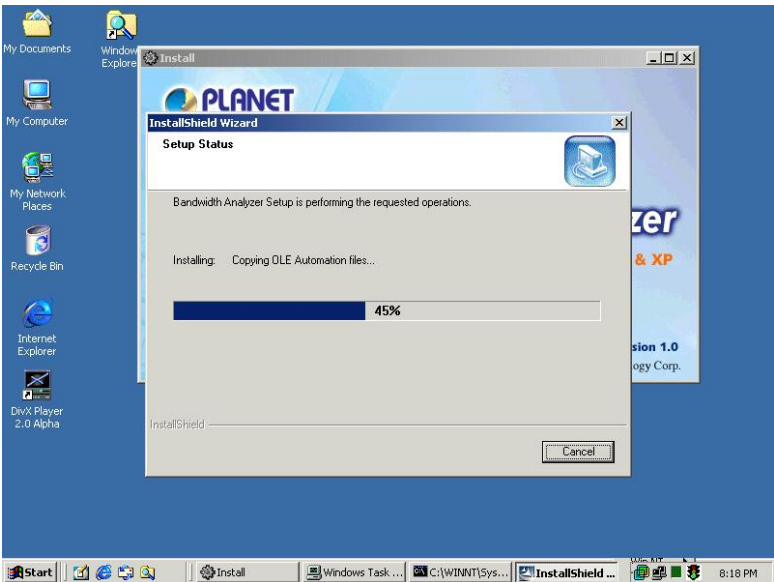 My Documents
Window
Explore
My Computer
My Network
Places
Recycle Bin
Internet
Explorer
DivX Player
2.0 Alpha
Install
PLANET
zer
& XP
sion 1.0
ogy Corp.
InstallShield Wizard
Setup Status
Bandwidth Analyzer Setup is performing the requested operations.
Installing: Copying OLE Automation files...
45%
InstallShield
Cancel
Start
Install
Windows Task ...
C:\WINNT\Sys...
InstallShield ...
8:18 PM